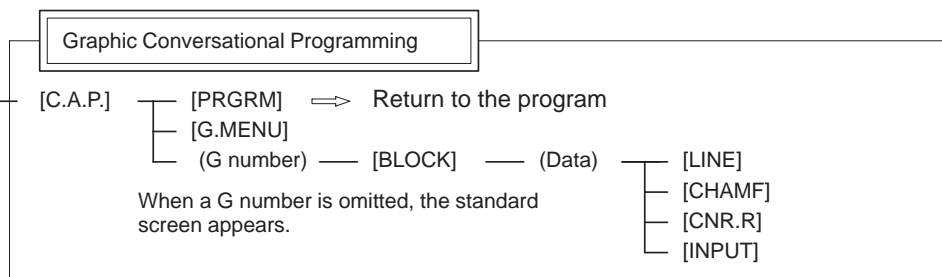 Graphic Conversational Programming
[C.A.P.] [PRGRM] Return to the program
[G.MENU]
(G number) [BLOCK] (Data) [LINE]
[CHAMF]
[CNR.R]
[INPUT]
When a G number is omitted, the standard
screen appears.